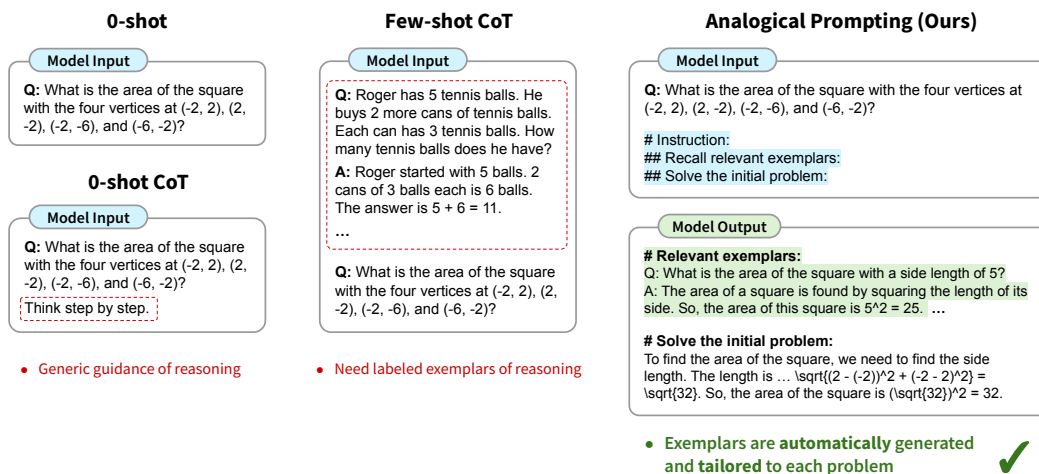 0-shot
Model Input
Q: What is the area of the square
with the four vertices at (-2, 2), (2,
-2), (-2, -6), and (-6, -2)?
0-shot CoT
Model Input
Q: What is the area of the square
with the four vertices at (-2, 2), (2,
-2), (-2, -6), and (-6, -2)?
Think step by step.
• Generic guidance of reasoning
Few-shot CoT
Model Input
Q: Roger has 5 tennis balls. He
buys 2 more cans of tennis balls.
Each can has 3 tennis balls. How
many tennis balls does he have?
A: Roger started with 5 balls. 2
cans of 3 balls each is 6 balls.
The answer is 5 + 6 = 11.
...
Q: What is the area of the square
with the four vertices at (-2, 2), (2,
-2), (-2, -6), and (-6, -2)?
• Need labeled exemplars of reasoning
Analogical Prompting (Ours)
Model Input
Q: What is the area of the square with the four vertices at
(-2, 2), (2, -2), (-2, -6), and (-6, -2)?
# Instruction:
## Recall relevant exemplars:
## Solve the initial problem:
Model Output
# Relevant exemplars:
Q: What is the area of the square with a side length of 5?
A: The area of a square is found by squaring the length of its
side. So, the area of this square is 5^2 = 25. ...
# Solve the initial problem:
To find the area of the square, we need to find the side
length. The length is ... \sqrt{(2 - (-2))^2 + (-2 - 2)^2} =
\sqrt{32}. So, the area of the square is (\sqrt{32})^2 = 32.
• Exemplars are automatically generated
and tailored to each problem ✓